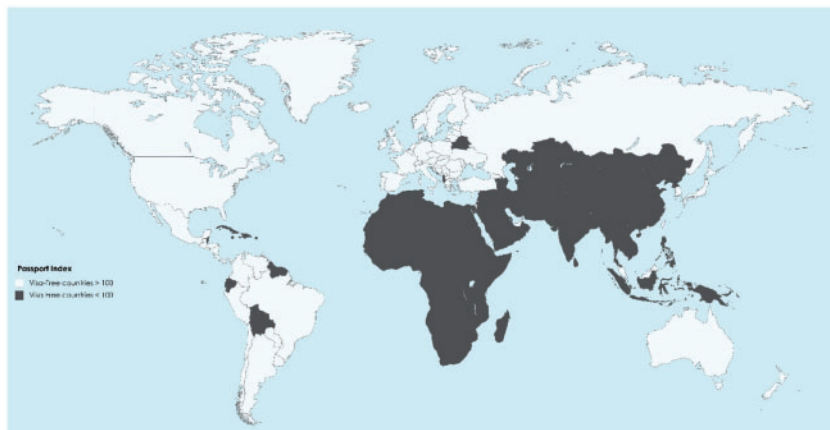 Passport Index
Visa-Free countries > 100
Visa Free countries < 100